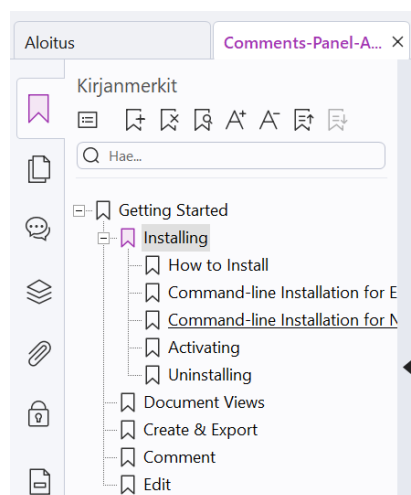 Aloitus
Comments-Panel-A...
Kirjanmerkit
Hae...
Getting Started
Installing
How to Install
Command-line Installation for E
Command-line Installation for N
Activating
Uninstalling
Document Views
Create & Export
Comment
Edit